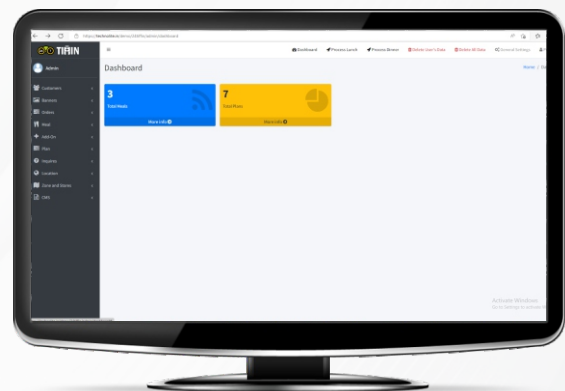 TIHIN
Dashboard
Process Lunch
Process Dinner
Delete User's Data
Delete All Data
General Settings
Admin
Dashboard
Home /
Customers
Banners
Orders
Meal
Add-On
Plan
Inquires
Location
Zone and Stores
CMS
3
Total Meals
More info
7
Total Plans
More info
Activate Windows